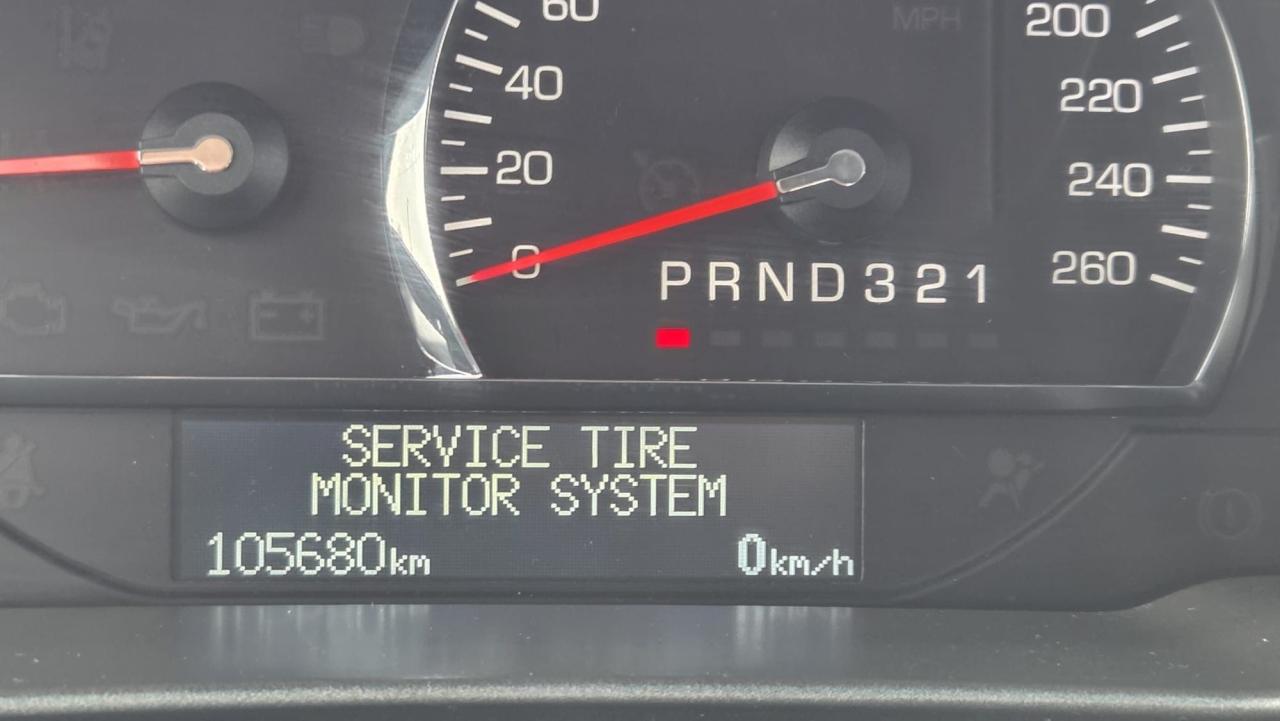 60
40
20
0
MPH
200
220
240
260
PRND321
SERVICE TIRE
MONITOR SYSTEM
105680km 0km/h